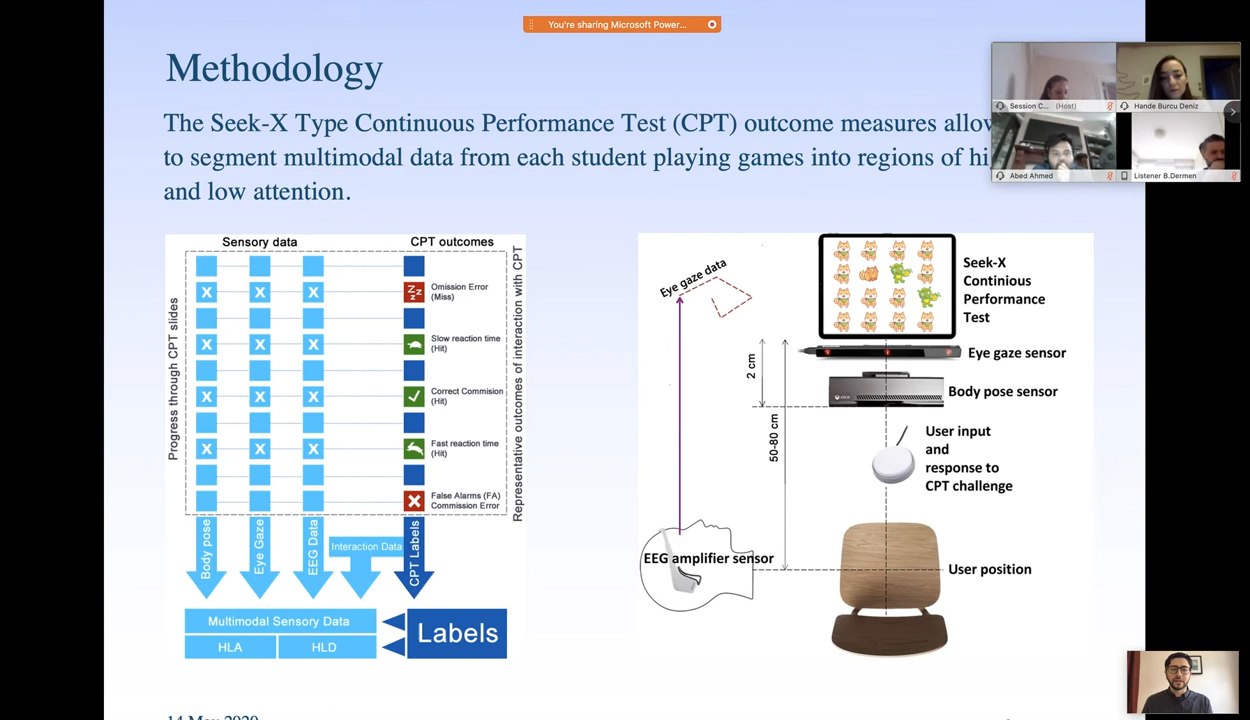 You're sharing Microsoft Power...
Methodology
The Seek-X Type Continuous Performance Test (CPT) outcome measures allow
to segment multimodal data from each student playing games into regions of hi
and low attention.
Session C... (Host)
Hande Burcu Deniz
Abed Ahmed
Listener B.Dermen
Sensory data
CPT outcomes
Progress through CPT slides
Representative outcomes of interaction with CPT
X X X
Z Z Z
Omission Error
(Miss)
X X X
Slow reaction time
(Hit)
X X X
Correct Commision
(Hit)
X X X
Fast reaction time
(Hit)
False Alarms (FA)
Commission Error
Body pose
Eye Gaze
EEG Data
Interaction Data
CPT Labels
Multimodal Sensory Data
HLA
HLD
Labels
Eye gaze data
Seek-X
Continious
Performance
Test
2 cm
Eye gaze sensor
XBOX
Body pose sensor
50-80 cm
User input
and
response to
CPT challenge
EEG amplifier sensor
User position
14 May 2020